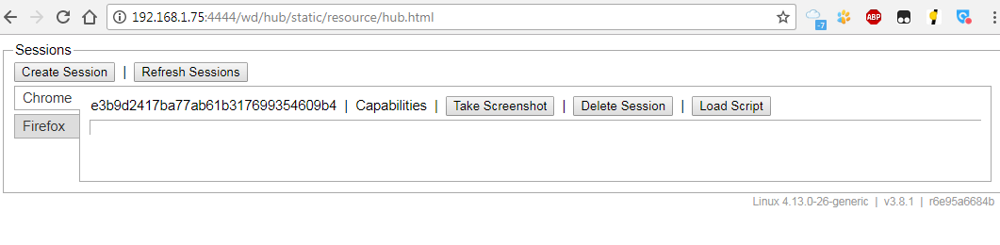 192.168.1.75:4444/wd/hub/static/resource/hub.html
-7
ABP
Sessions
Create Session | Refresh Sessions
Chrome
e3b9d2417ba77ab61b317699354609b4 | Capabilities | Take Screenshot | Delete Session | Load Script
Firefox
Linux 4.13.0-26-generic | v3.8.1 | r6e95a6684b